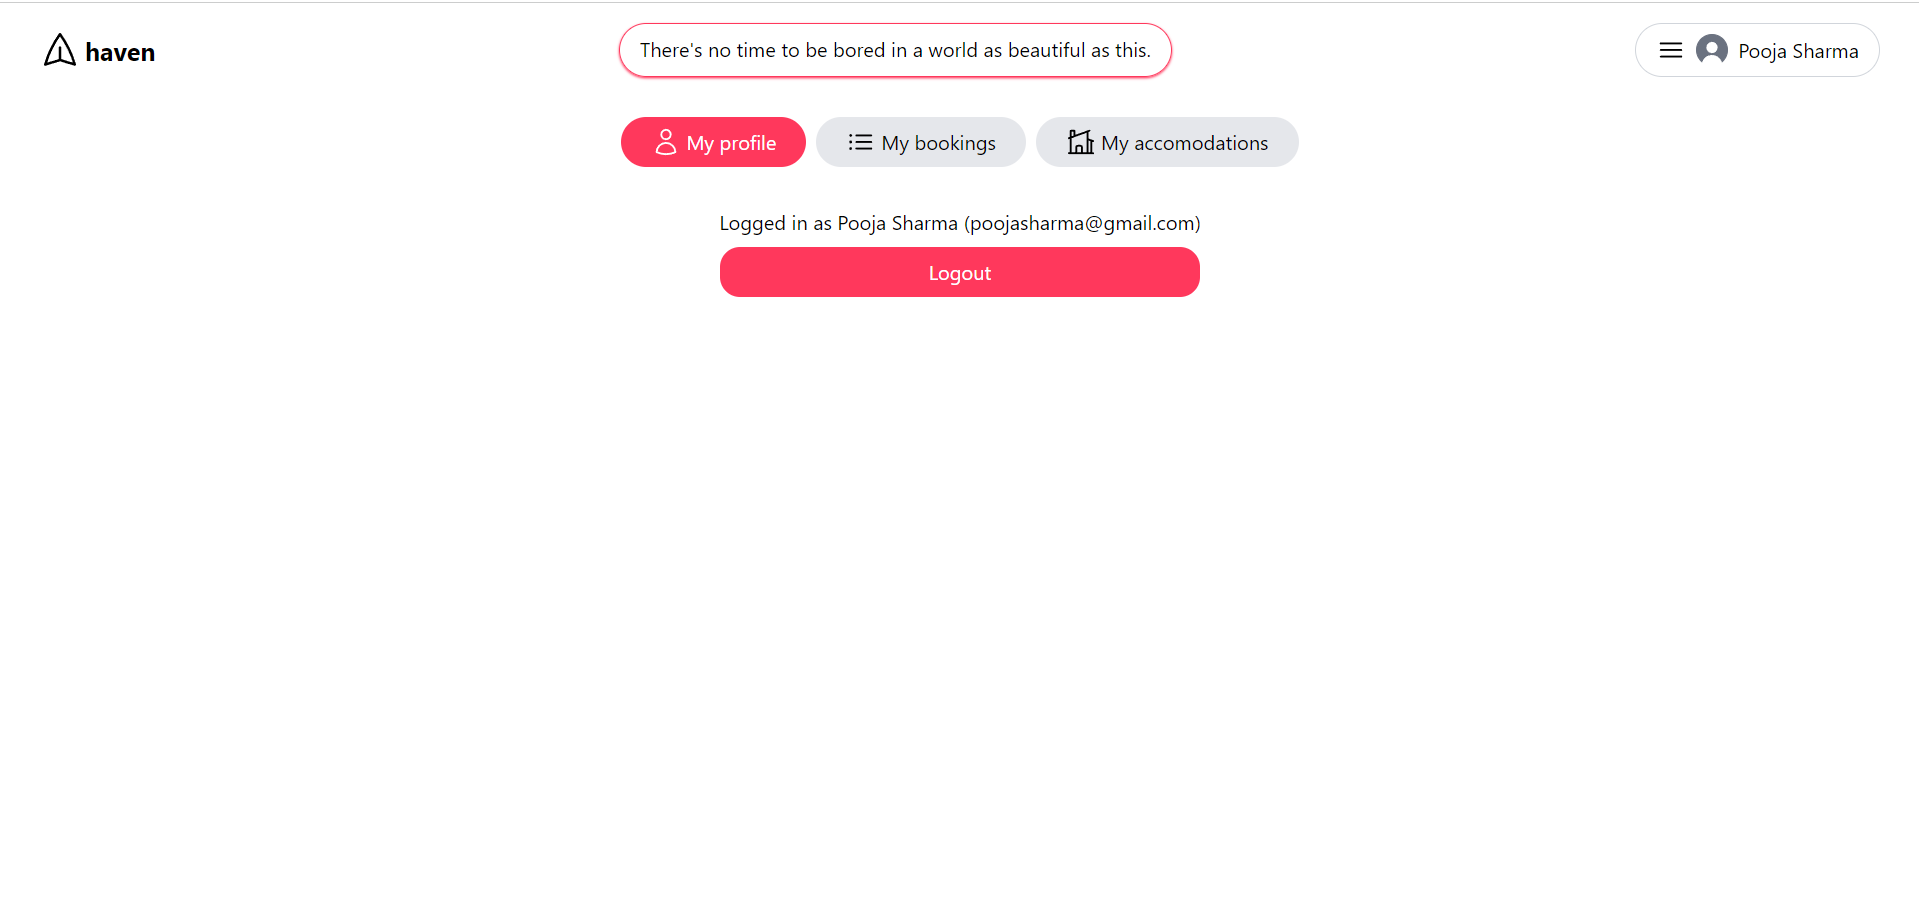 haven
There's no time to be bored in a world as beautiful as this.
Pooja Sharma
My profile
My bookings
My accomodations
Logged in as Pooja Sharma (poojasharma@gmail.com)
Logout